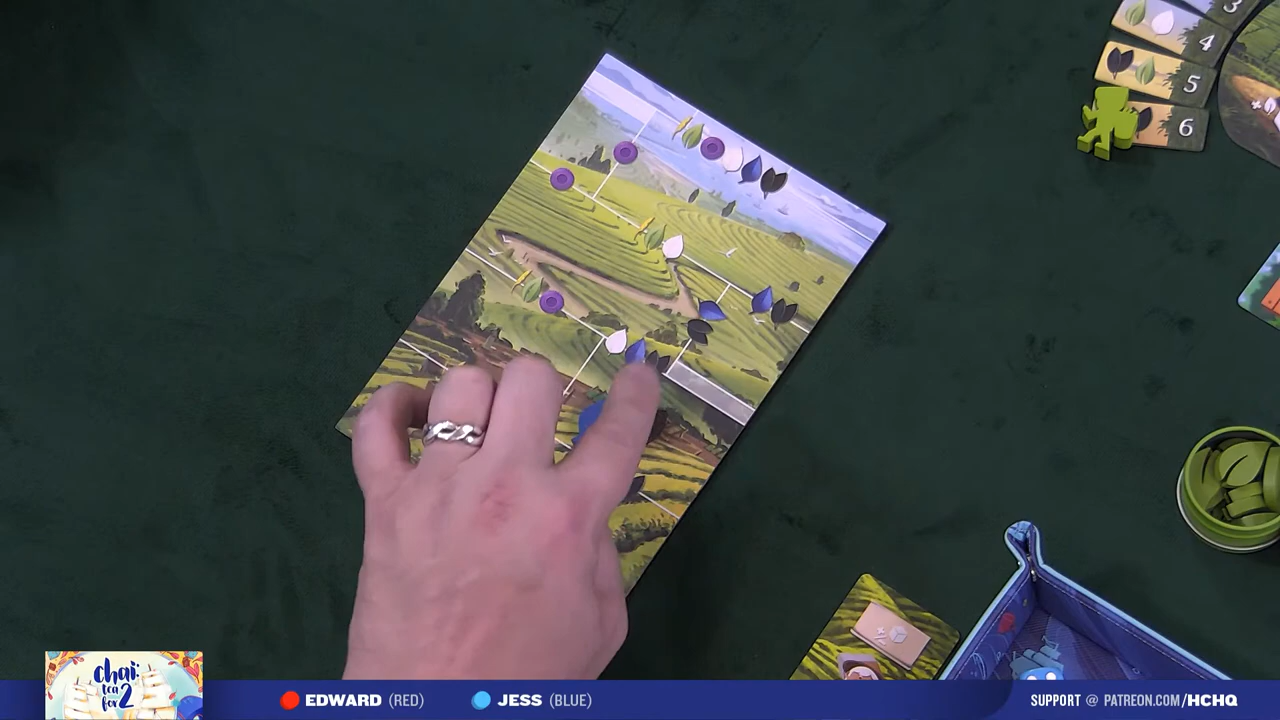 3
4
5
6
chai:
tea
for 2
EDWARD (RED)
JESS (BLUE)
SUPPORT @ PATREON.COM/HCHQ